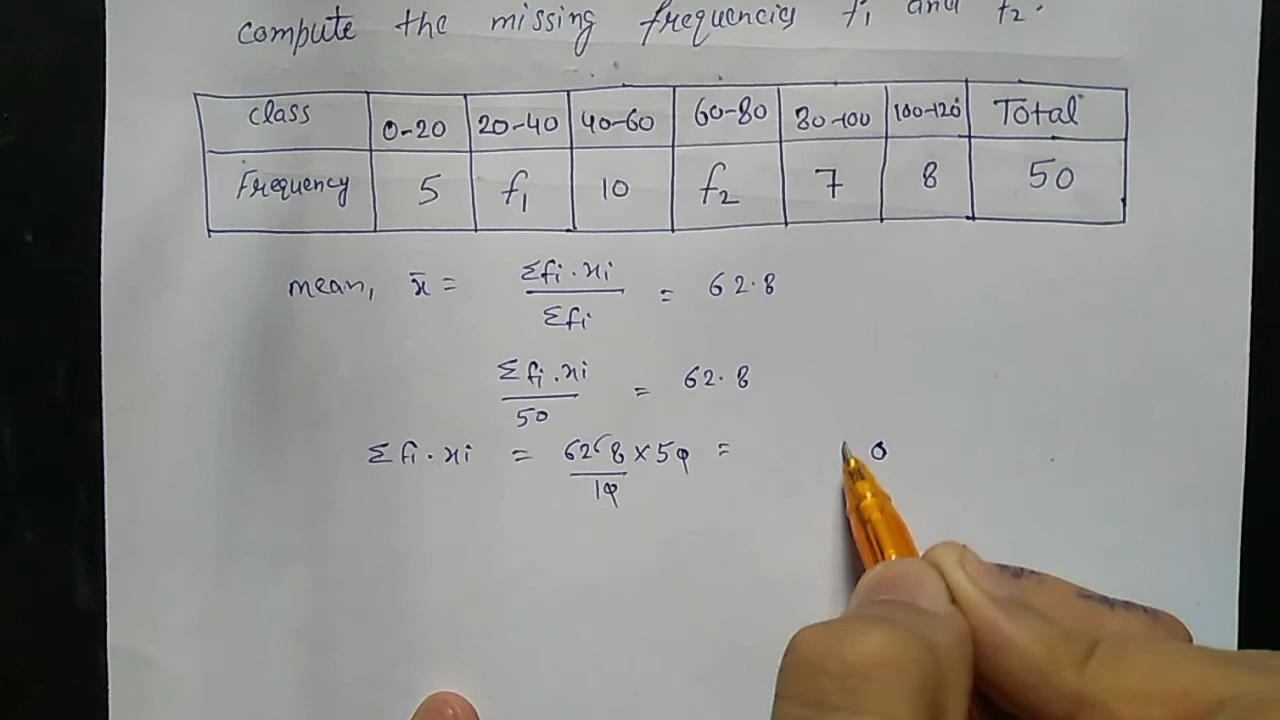 compute the missing frequencies f₁ and f₂.
class 0-20 20-40 40-60 60-80 80-100 100-120 Total
Frequency 5 f₁ 10 f₂ 7 8 50
mean, x̄ = Σfi.xi / Σfi = 62.8
Σfi.xi / 50 = 62.8
Σfi.xi = 628 × 50 / 10 = 0